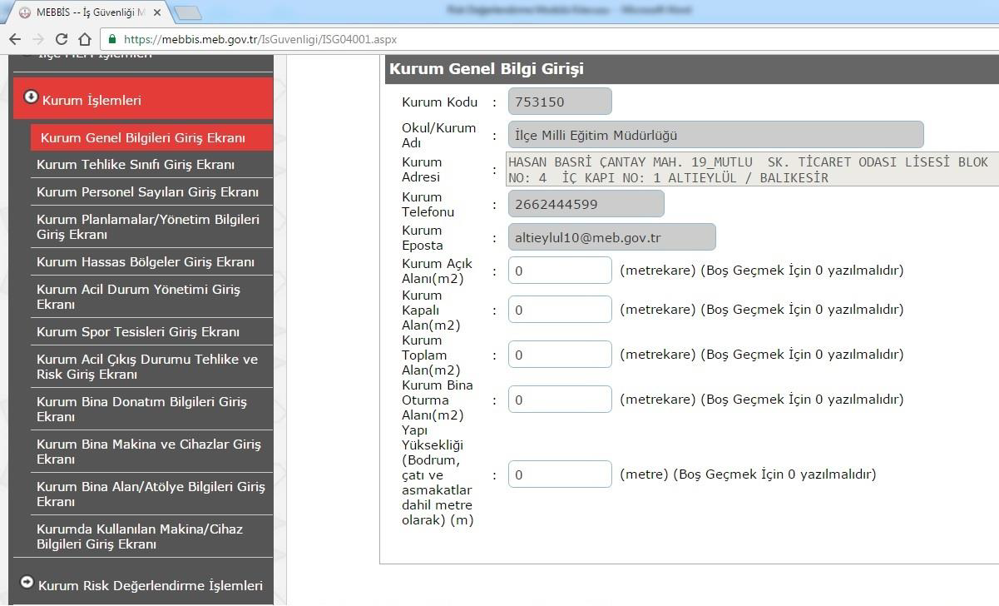 MEBBİS -- İş Güvenliği M
Risk Değerlendirme Modülü Kılavuzu - Microsoft Word
https://mebbis.meb.gov.tr/IsGuvenligi/ISG04001.aspx
Kurum İşlemleri
Kurum Genel Bilgileri Giriş Ekranı
Kurum Tehlike Sınıfı Giriş Ekranı
Kurum Personel Sayıları Giriş Ekranı
Kurum Planlamalar/Yönetim Bilgileri
Giriş Ekranı
Kurum Hassas Bölgeler Giriş Ekranı
Kurum Acil Durum Yönetimi Giriş
Ekranı
Kurum Spor Tesisleri Giriş Ekranı
Kurum Acil Çıkış Durumu Tehlike ve
Risk Giriş Ekranı
Kurum Bina Donatım Bilgileri Giriş
Ekranı
Kurum Bina Makina ve Cihazlar Giriş
Ekranı
Kurum Bina Alan/Atölye Bilgileri Giriş
Ekranı
Kurumda Kullanılan Makina/Cihaz
Bilgileri Giriş Ekranı
Kurum Risk Değerlendirme İşlemleri
Kurum Genel Bilgi Girişi
Kurum Kodu : 753150
Okul/Kurum
Adı : İlçe Milli Eğitim Müdürlüğü
Kurum
Adresi : HASAN BASRİ ÇANTAY MAH. 19_MUTLU SK. TİCARET ODASI LİSESİ BLOK
NO: 4 İÇ KAPI NO: 1 ALTIEYLÜL / BALIKESİR
Kurum
Telefonu : 2662444599
Kurum
Eposta : altieylul10@meb.gov.tr
Kurum Açık
Alanı(m2) : 0 (metrekare) (Boş Geçmek İçin 0 yazılmalıdır)
Kurum
Kapalı : 0 (metrekare) (Boş Geçmek İçin 0 yazılmalıdır)
Alan(m2)
Kurum
Toplam : 0 (metrekare) (Boş Geçmek İçin 0 yazılmalıdır)
Alan(m2)
Kurum Bina
Oturma : 0 (metrekare) (Boş Geçmek İçin 0 yazılmalıdır)
Alanı(m2)
Yapı
Yüksekliği
(Bodrum,
çatı ve : 0 (metre) (Boş Geçmek İçin 0 yazılmalıdır)
asmakatlar
dahil metre
olarak) (m)